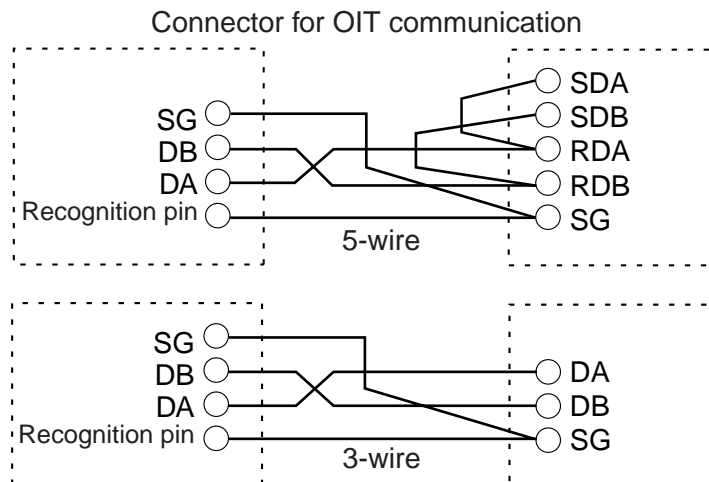 Connector for OIT communication
SG
DB
DA
Recognition pin
SDA
SDB
RDA
RDB
SG
5-wire
SG
DB
DA
Recognition pin
DA
DB
SG
3-wire